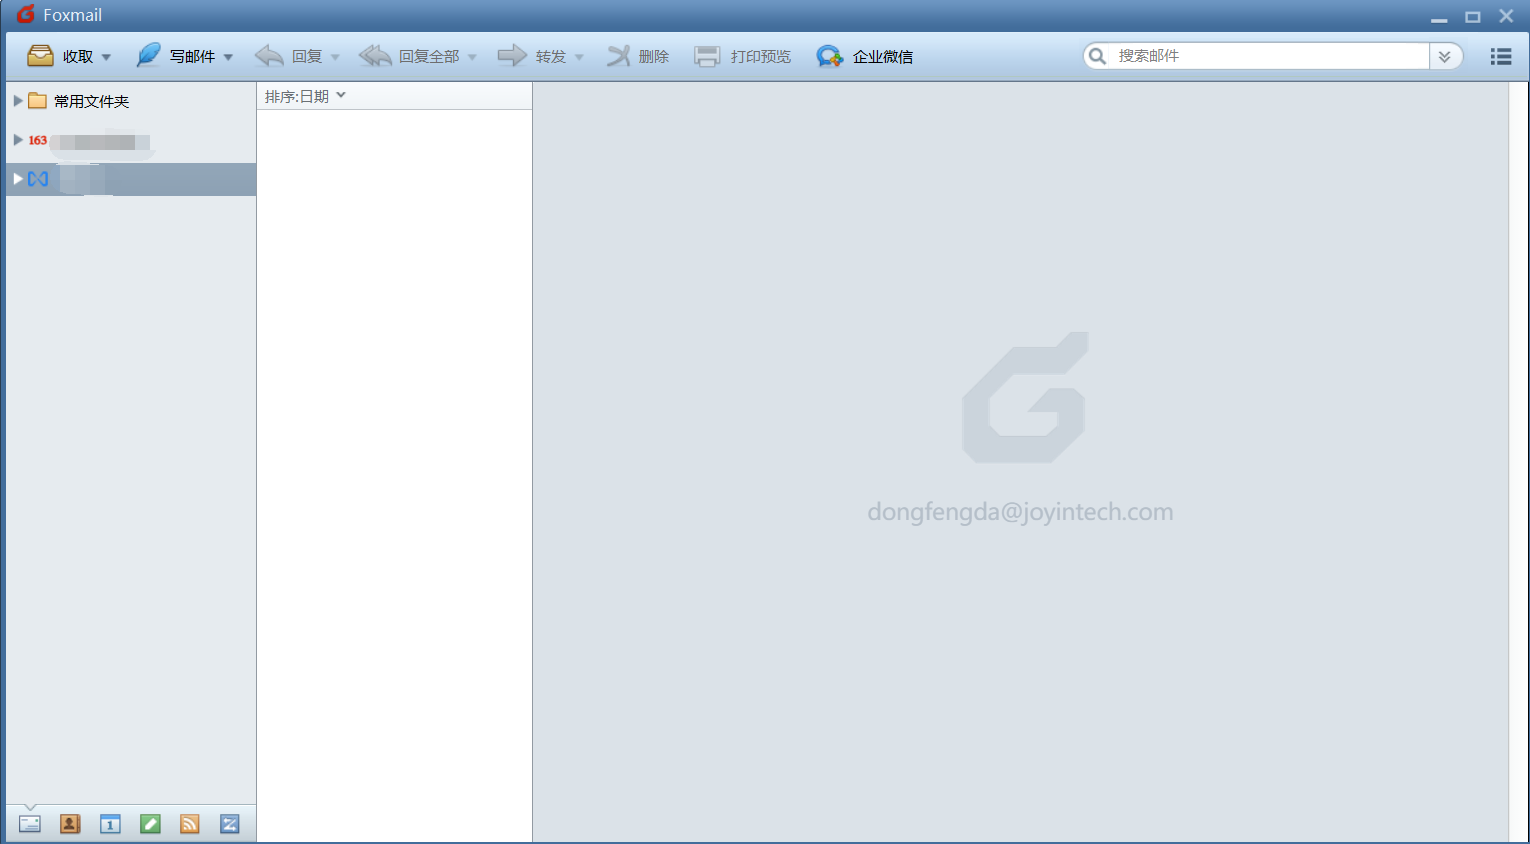 Foxmail
收取 写邮件 回复 回复全部 转发 删除 打印预览 企业微信 搜索邮件
常用文件夹
排序:日期
163
dongfengda@joyintech.com
1